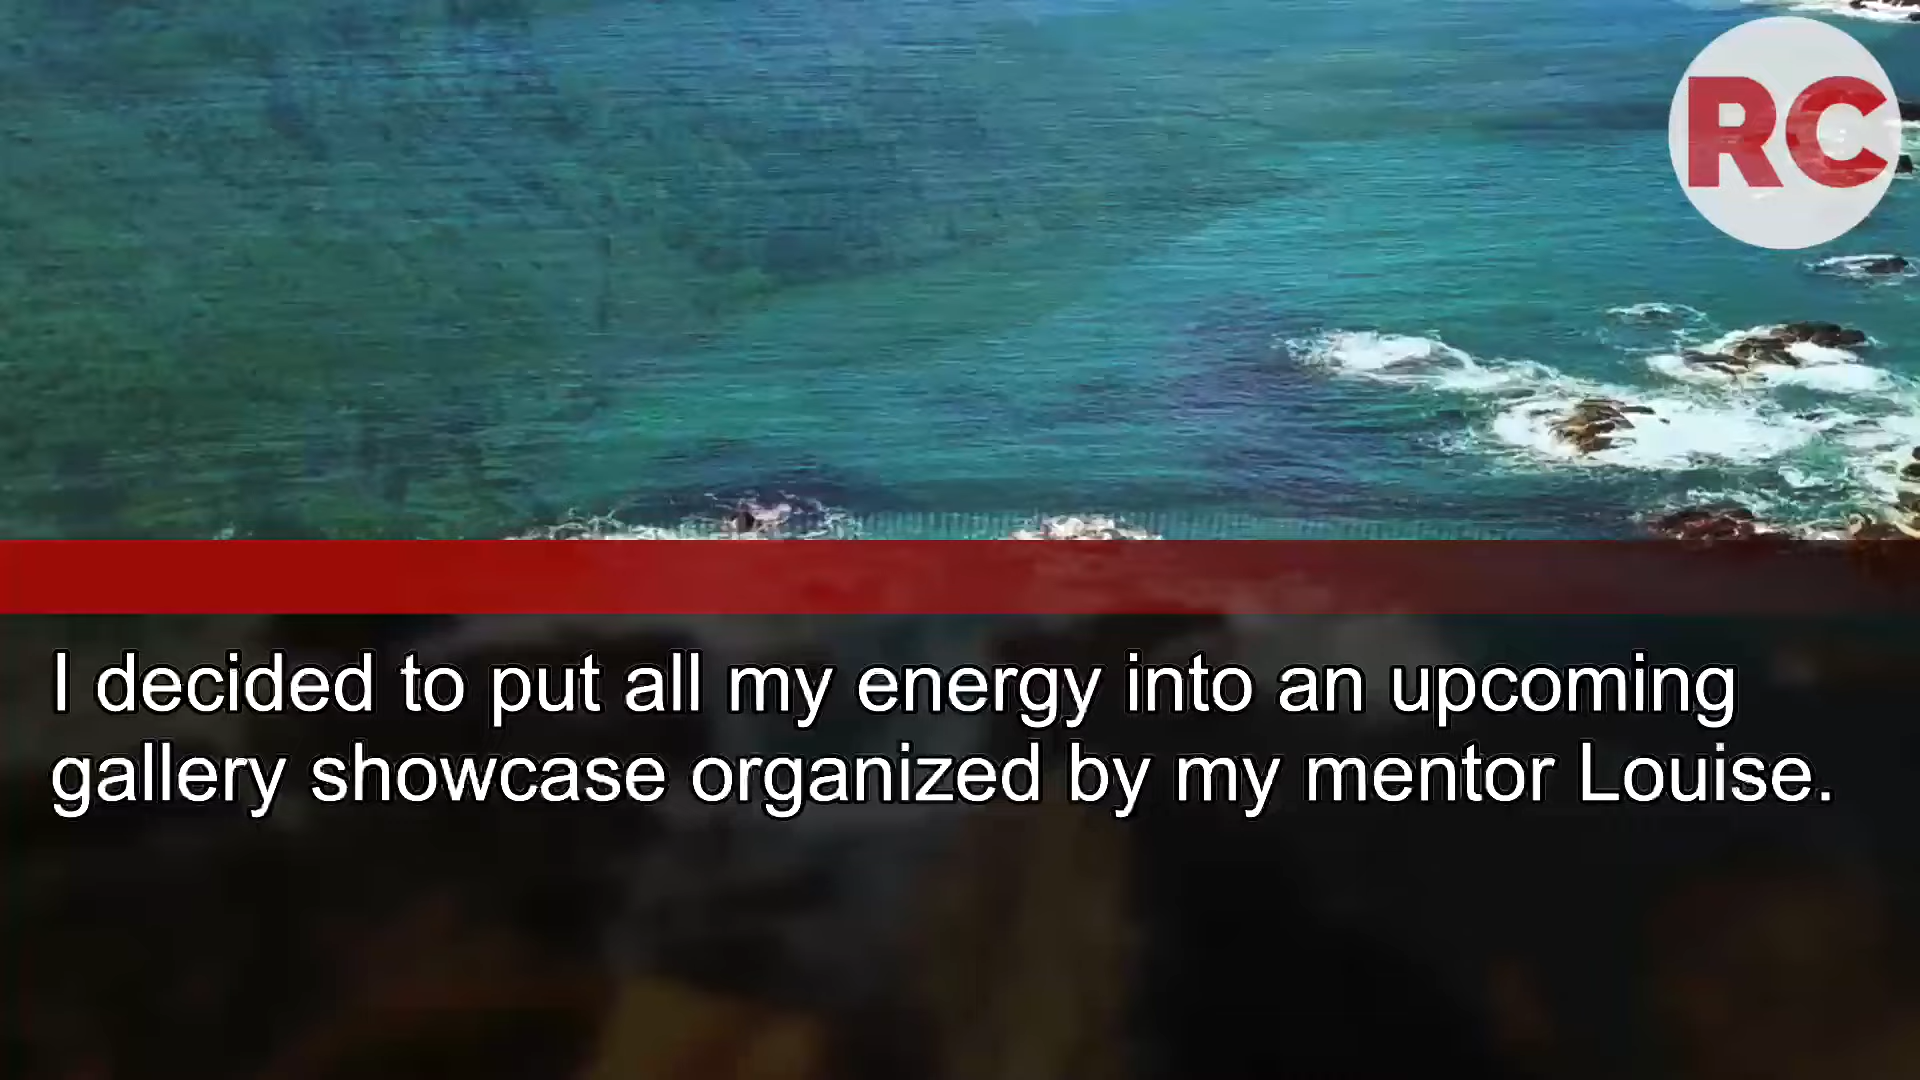 RC
I decided to put all my energy into an upcoming
gallery showcase organized by my mentor Louise.